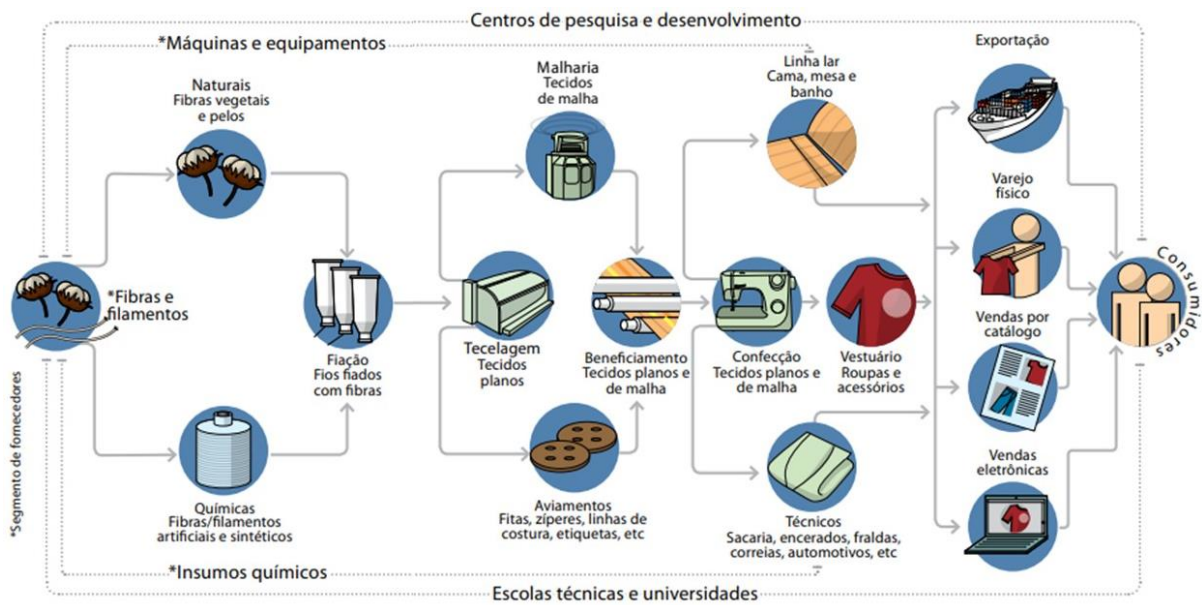 Centros de pesquisa e desenvolvimento
*Máquinas e equipamentos
Naturais
Fibras vegetais
e pelos
Malharia
Tecidos
de malha
Linha lar
Cama, mesa e
banho
Exportação
Varejo
físico
*Fibras e
filamentos
Fiação
Fios fiados
com fibras
Tecelagem
Tecidos
planos
Beneficiamento
Tecidos planos e
de malha
Confecção
Tecidos planos e
de malha
Vestuário
Roupas e
acessórios
Vendas por
catálogo
Consumidores
*Segmento de fornecedores
Químicas
Fibras/filamentos
artificiais e sintéticos
Aviamentos
Fitas, zíperes, linhas de
costura, etiquetas, etc
Técnicos
Sacaria, encerados, fraldas,
correias, automotivos, etc
Vendas
eletrônicas
*Insumos químicos
Escolas técnicas e universidades